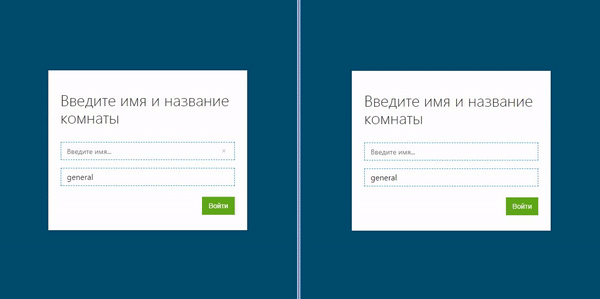 Введите имя и название
комнаты
Введите имя...
general
Войти
Введите имя и название
комнаты
Введите имя...
general
Войти